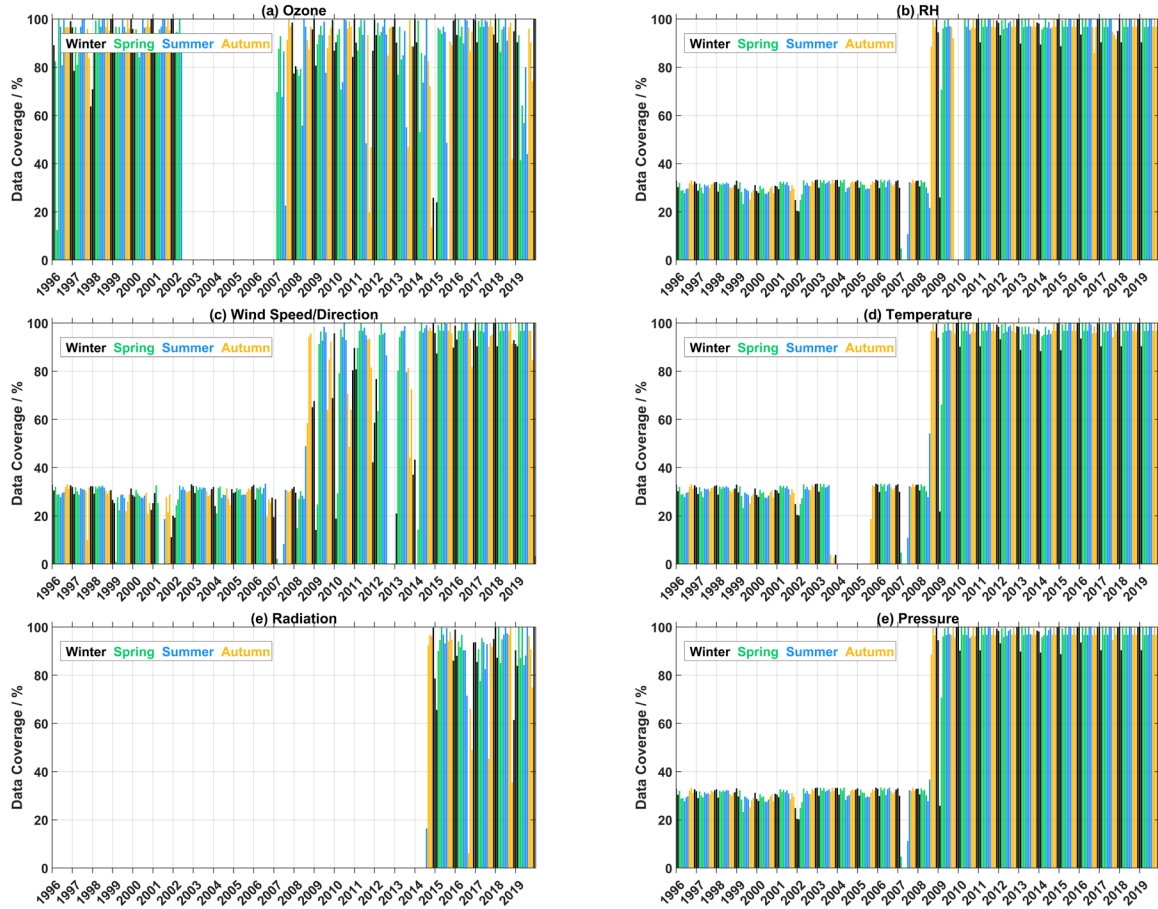 (a) Ozone
Data Coverage / %
100
80
60
40
20
0
Winter Spring Summer Autumn
1996 1997 1998 1999 2000 2001 2002 2003 2004 2005 2006 2007 2008 2009 2010 2011 2012 2013 2014 2015 2016 2017 2018 2019
(b) RH
Data Coverage / %
100
80
60
40
20
0
Winter Spring Summer Autumn
1996 1997 1998 1999 2000 2001 2002 2003 2004 2005 2006 2007 2008 2009 2010 2011 2012 2013 2014 2015 2016 2017 2018 2019
(c) Wind Speed/Direction
Data Coverage / %
100
80
60
40
20
0
Winter Spring Summer Autumn
1996 1997 1998 1999 2000 2001 2002 2003 2004 2005 2006 2007 2008 2009 2010 2011 2012 2013 2014 2015 2016 2017 2018 2019
(d) Temperature
Data Coverage / %
100
80
60
40
20
0
Winter Spring Summer Autumn
1996 1997 1998 1999 2000 2001 2002 2003 2004 2005 2006 2007 2008 2009 2010 2011 2012 2013 2014 2015 2016 2017 2018 2019
(e) Radiation
Data Coverage / %
100
80
60
40
20
0
Winter Spring Summer Autumn
1996 1997 1998 1999 2000 2001 2002 2003 2004 2005 2006 2007 2008 2009 2010 2011 2012 2013 2014 2015 2016 2017 2018 2019
(e) Pressure
Data Coverage / %
100
80
60
40
20
0
Winter Spring Summer Autumn
1996 1997 1998 1999 2000 2001 2002 2003 2004 2005 2006 2007 2008 2009 2010 2011 2012 2013 2014 2015 2016 2017 2018 2019